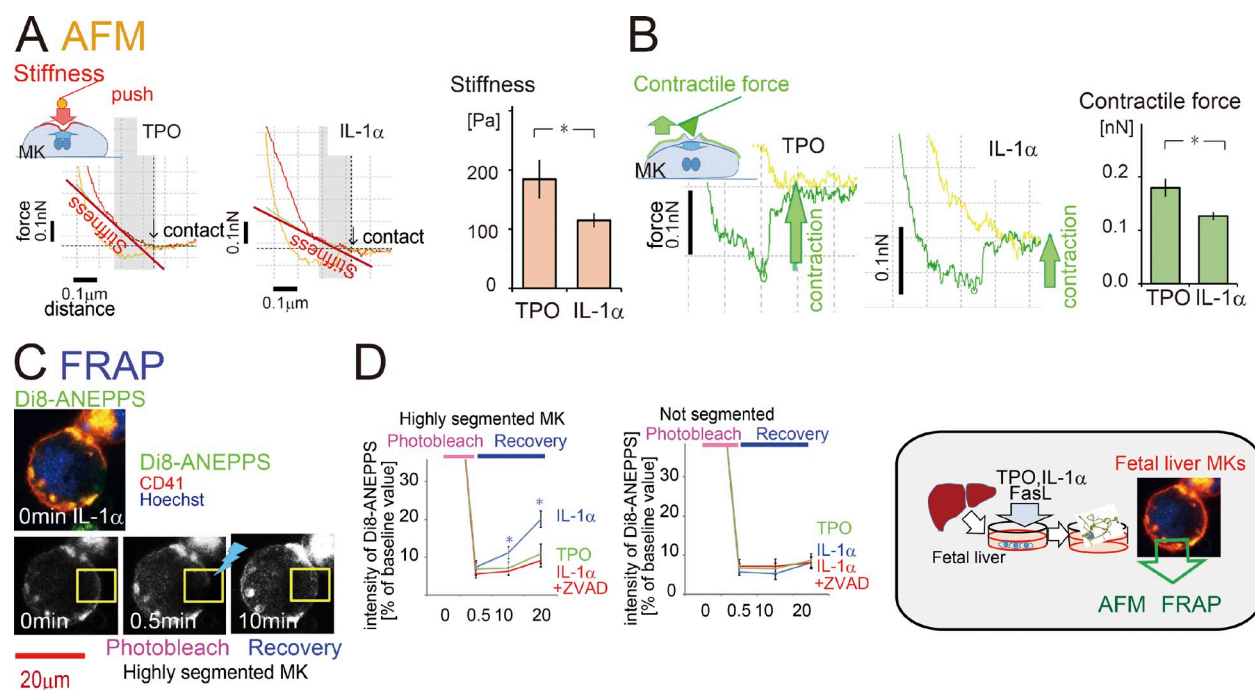 A AFM
Stiffness
push
MK
TPO
IL-1α
force
0.1nN
Stiffness
contact
0.1μm
distance
0.1nN
Stiffness
contact
0.1μm
Stiffness
[Pa]
*
200
100
0
TPO IL-1α
B
Contractile force
MK
TPO
IL-1α
force
0.1nN
contraction
0.1nN
contraction
Contractile force
[nN]
*
0.2
0.1
0.0
TPO IL-1α
C FRAP
Di8-ANEPPS
Di8-ANEPPS
CD41
Hoechst
0min IL-1α
0min
0.5min
10min
Photobleach Recovery
20μm
Highly segmented MK
D
Highly segmented MK
Photobleach Recovery
intensity of Di8-ANEPPS
[% of baseline value]
30
20
10
0 0.5 10 20
*
*
IL-1α
TPO
IL-1α
+ZVAD
Not segmented
Photobleach Recovery
intensity of Di8-ANEPPS]
[% of baseline value]
30
20
10
0
0 0.5 10 20
TPO
IL-1α
IL-1α
+ZVAD
Fetal liver MKs
TPO,IL-1α
FasL
Fetal liver
AFM FRAP